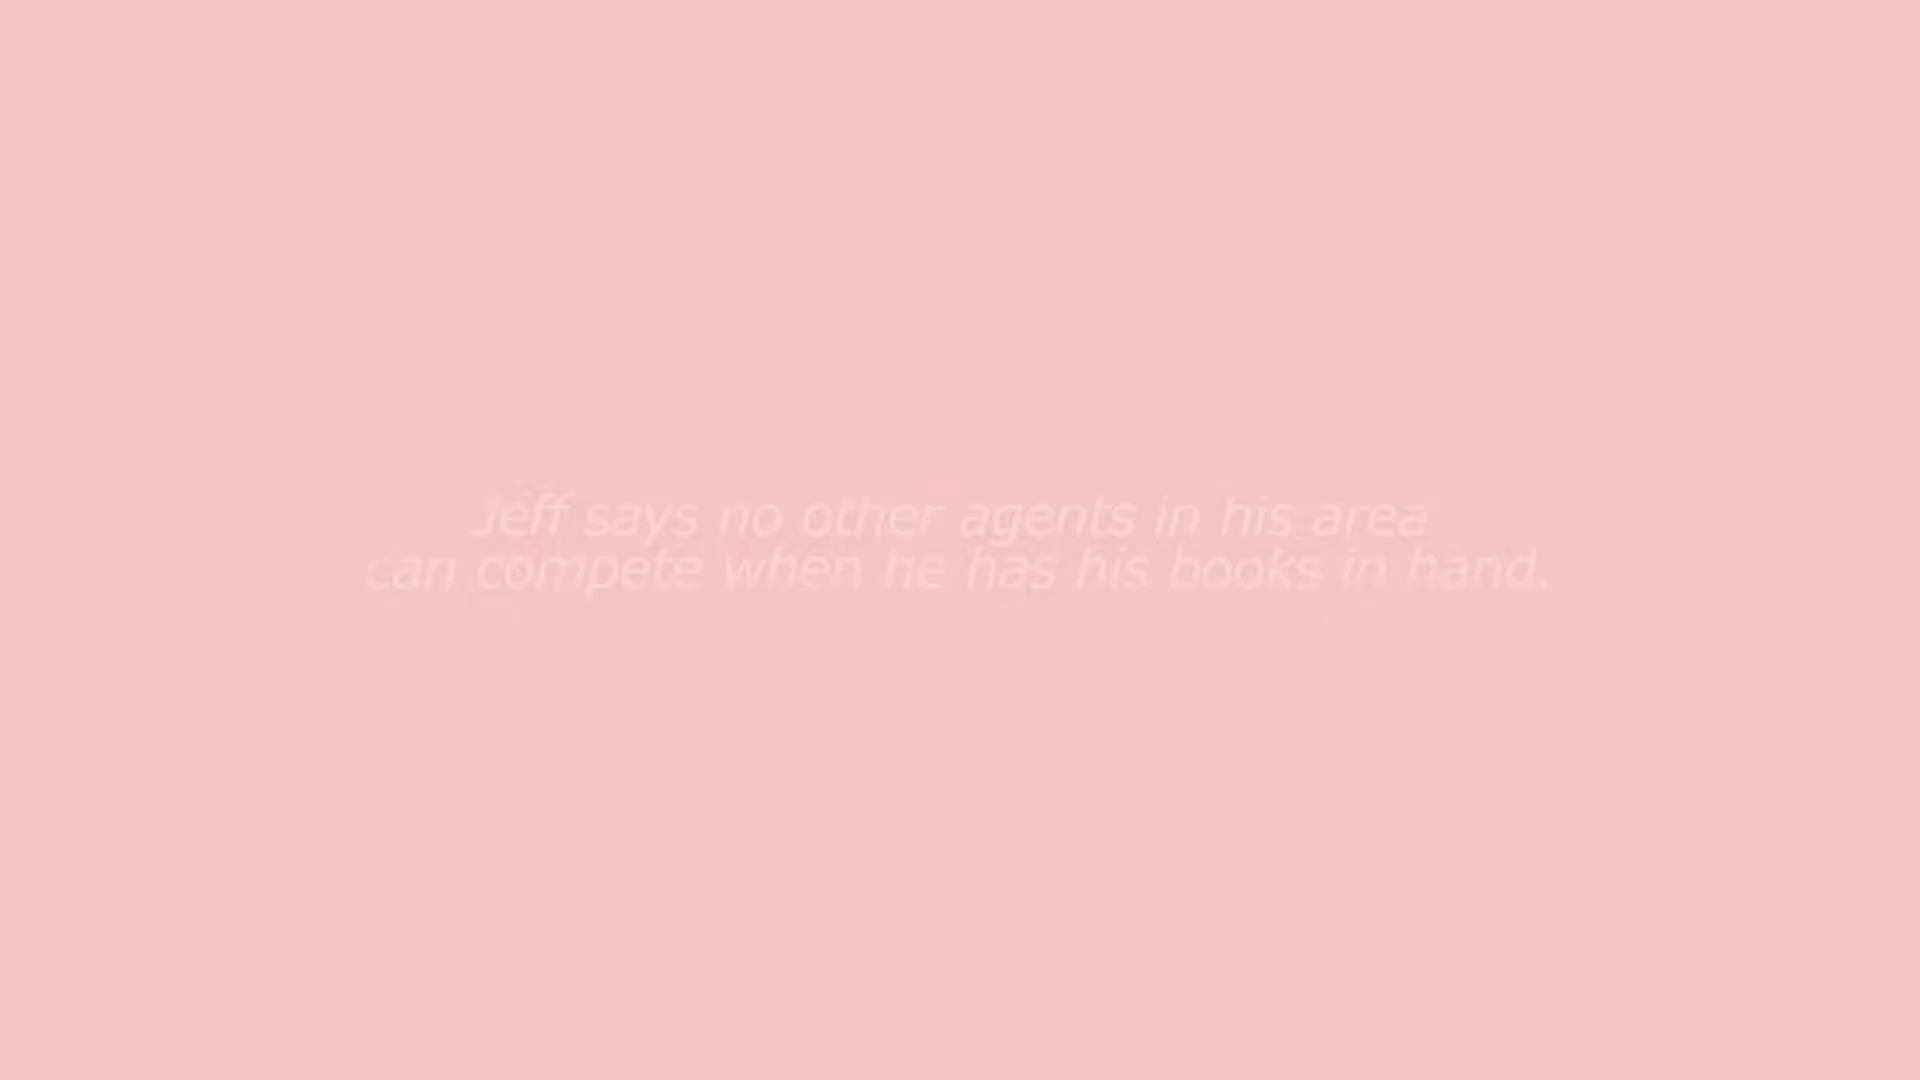 Jeff says no other agents in his area
can compete when he has his books in hand.